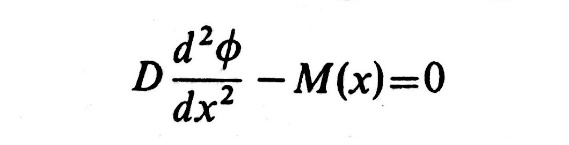 D d²ϕ/dx² − M(x)=0